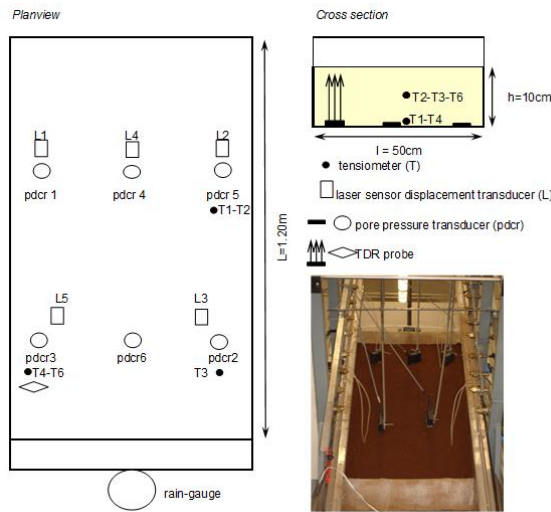 Planview
L1
L4
L2
pdcr 1
pdcr 4
pdcr 5
T1-T2
L=1.20m
L5
L3
pdcr3
pdcr6
pdcr2
T4-T6
T3
rain-gauge
Cross section
T2-T3-T6
T1-T4
h=10cm
l = 50cm
tensiometer (T)
laser sensor displacement transducer (L)
pore pressure transducer (pdcr)
TDR probe